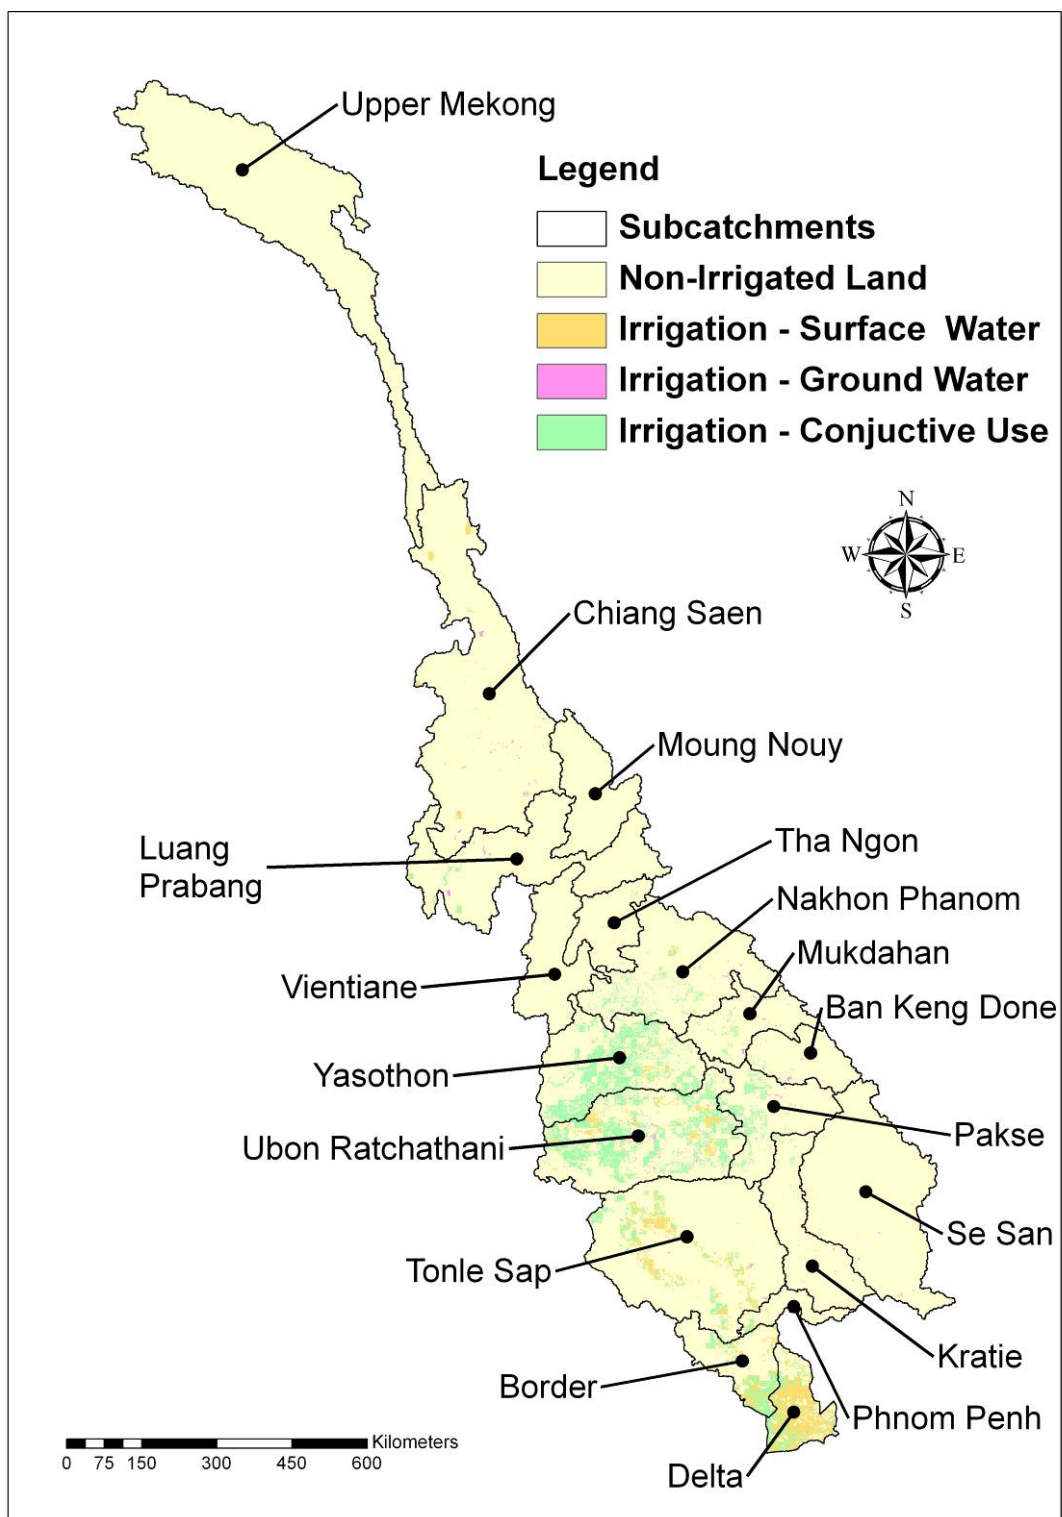 Upper Mekong
Legend
Subcatchments
Non-Irrigated Land
Irrigation - Surface Water
Irrigation - Ground Water
Irrigation - Conjuctive Use
N
W
E
S
Chiang Saen
Moung Nouy
Tha Ngon
Luang
Prabang
Nakhon Phanom
Mukdahan
Vientiane
Ban Keng Done
Yasothon
Pakse
Ubon Ratchathani
Se San
Tonle Sap
Kratie
Border
Phnom Penh
Delta
Kilometers
0 75 150 300 450 600